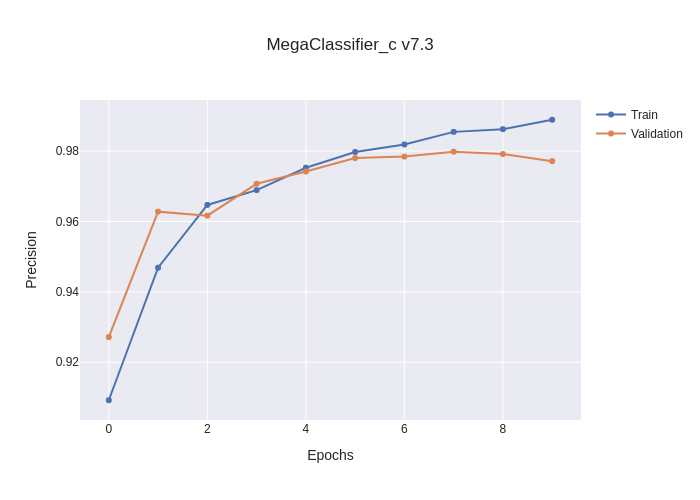 MegaClassifier_c v7.3
Train
Validation
0.98
0.96
0.94
0.92
Precision
0 2 4 6 8
Epochs